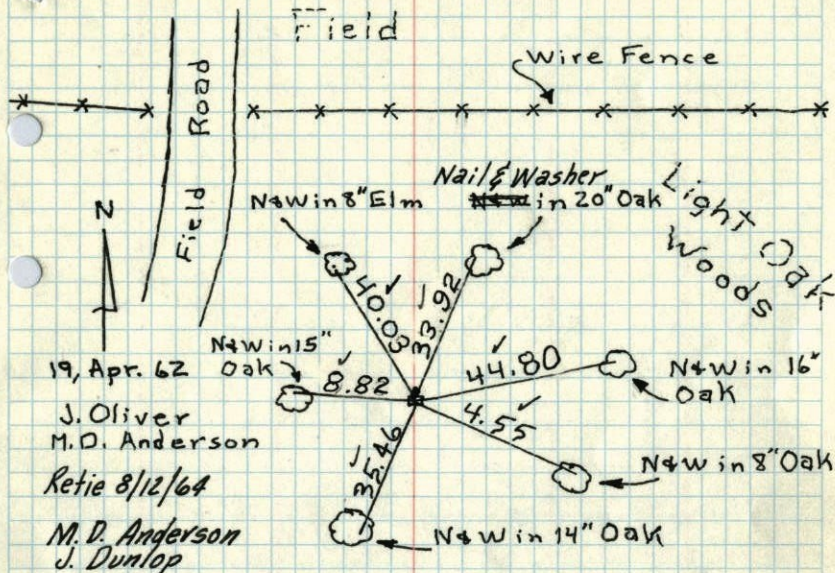 Field
Wire Fence
Field Road
N
Nail & Washer
N&W in 20" Oak
N&W in 8" Elm
Light Oak
Woods
40.03
33.92
N&W in 15"
Oak
8.82
44.80
N&W in 16"
Oak
4.55
N&W in 8" Oak
35.46
N&W in 14" Oak
19, Apr. 62
J. Oliver
M.D. Anderson
Retie 8/12/64
M.D. Anderson
J. Dunlop